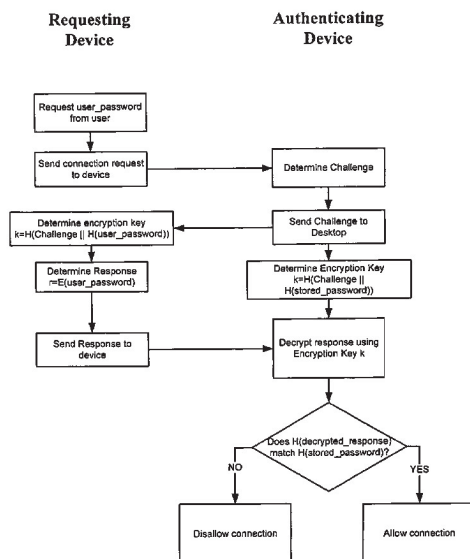 Requesting
Device
Authenticating
Device
Request user_password
from user
Send connection request
to device
Determine Challenge
Send Challenge to
Desktop
Determine encryption key
k=H(Challenge || H(user_password))
Determine Response
r=E(user_password)
Determine Encryption Key
k=H(Challenge ||
H(stored_password))
Send Response to
device
Decrypt response using
Encryption Key k
Does H(decrypted_response)
match H(stored_password)?
NO
YES
Disallow connection
Allow connection